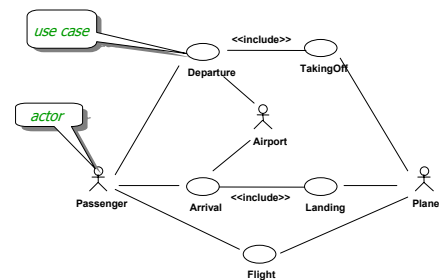 use case
<<include>>
Departure
TakingOff
actor
Airport
Passenger
Arrival
<<include>>
Landing
Plane
Flight